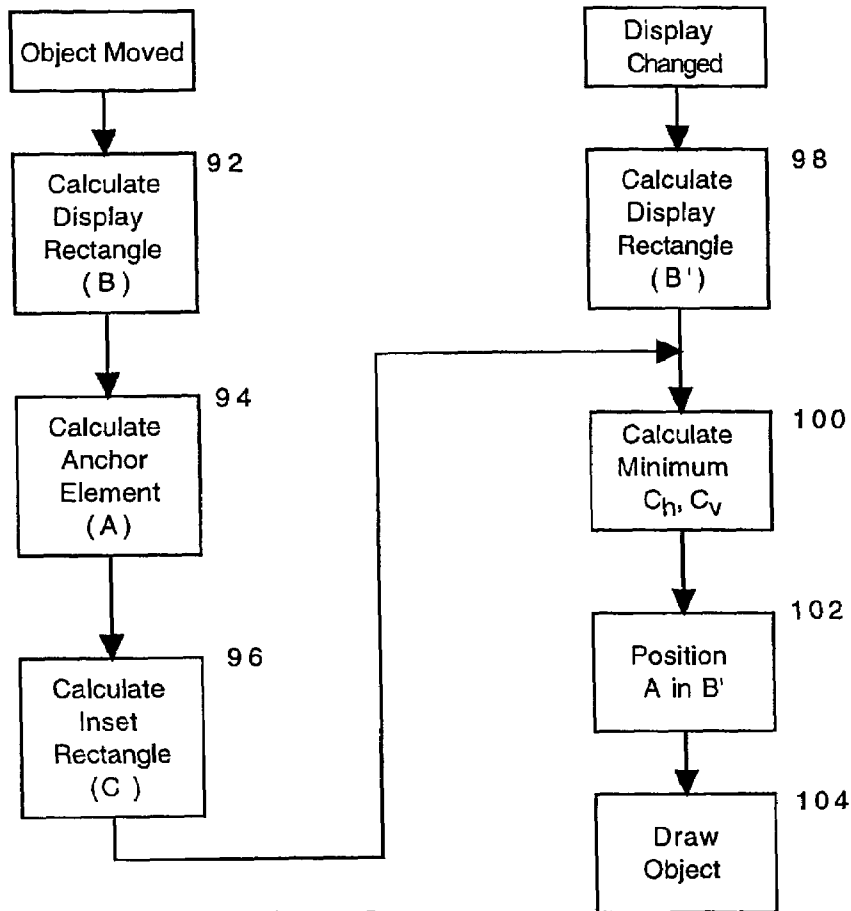 Object Moved
92
Calculate
Display
Rectangle
(B)
94
Calculate
Anchor
Element
(A)
96
Calculate
Inset
Rectangle
(C)
Display
Changed
98
Calculate
Display
Rectangle
(B')
100
Calculate
Minimum
Ch, Cv
102
Position
A in B'
104
Draw
Object